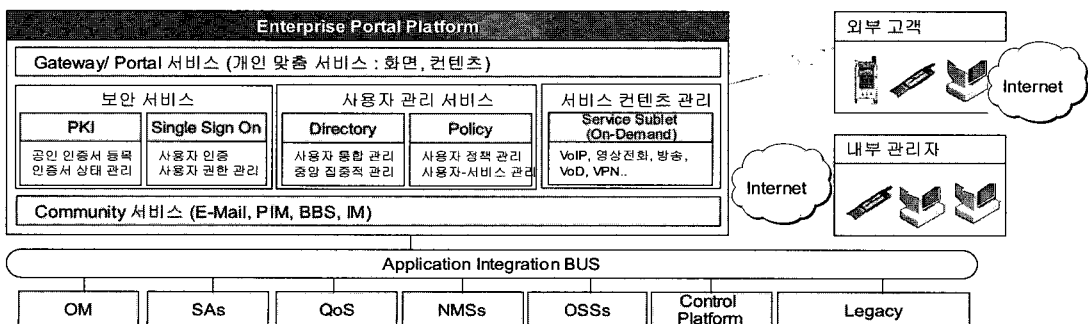 Enterprise Portal Platform
Gateway/ Portal 서비스 (개인 맞춤 서비스 : 화면, 컨텐츠)
보안 서비스
PKI
공인 인증서 등록
인증서 상태 관리
Single Sign On
사용자 인증
사용자 권한 관리
사용자 관리 서비스
Directory
사용자 통합 관리
중앙 집중적 관리
Policy
사용자 정책 관리
사용자-서비스 관리
서비스 컨텐츠 관리
Service Sublet
(On-Demand)
VoIP, 영상전화, 방송,
VoD, VPN..
Community 서비스 (E-Mail, PIM, BBS, IM)
외부 고객
Internet
내부 관리자
Internet
Application Integration BUS
OM
SAs
QoS
NMSs
OSSs
Control
Platform
Legacy